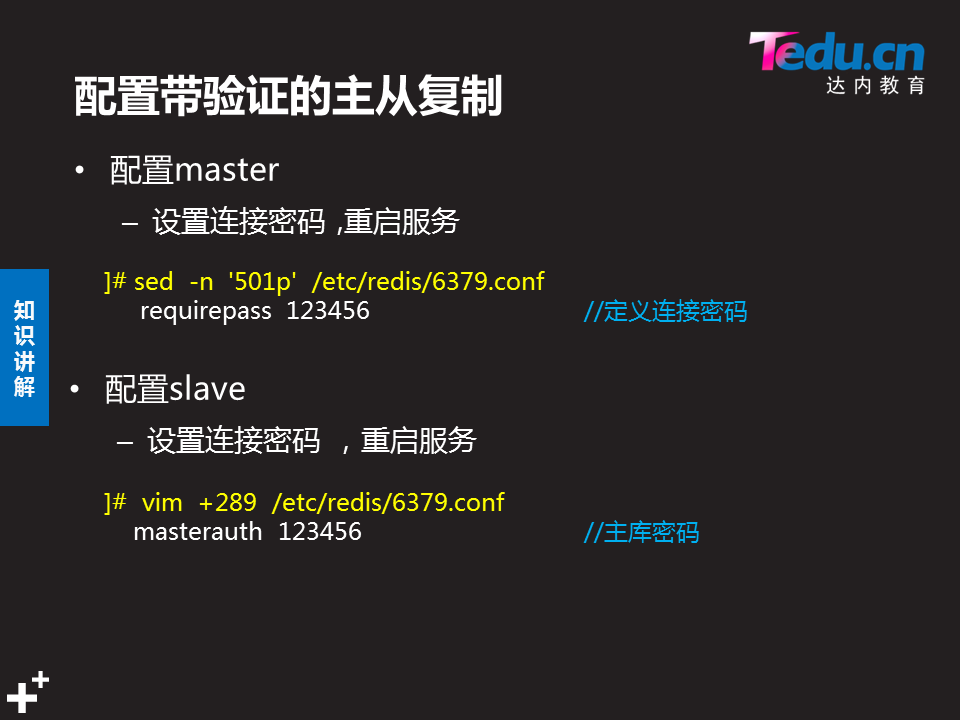 Tedu.cn
达内教育
配置带验证的主从复制
• 配置master
– 设置连接密码 ,重启服务
]# sed -n '501p' /etc/redis/6379.conf
requirepass 123456 //定义连接密码
知识讲解
• 配置slave
– 设置连接密码 ，重启服务
]# vim +289 /etc/redis/6379.conf
masterauth 123456 //主库密码